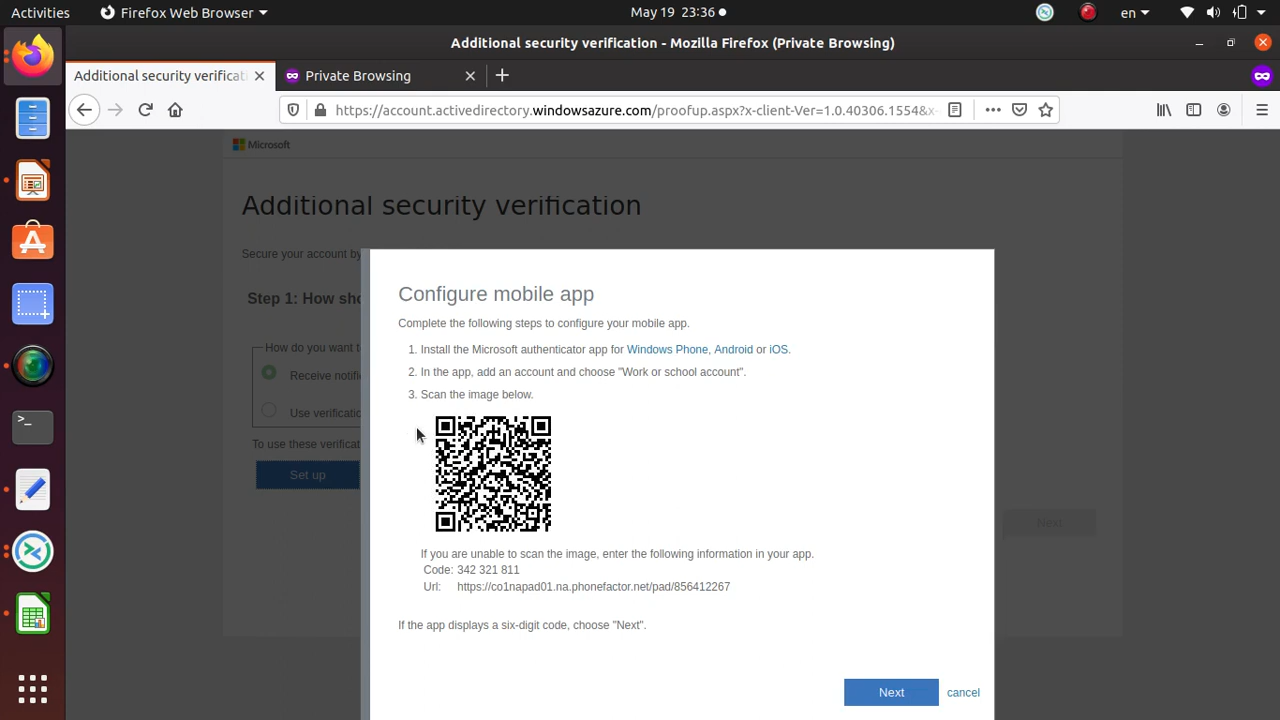 Activities
Firefox Web Browser
May 19 23:36
en
Additional security verification - Mozilla Firefox (Private Browsing)
Additional security verificati
Private Browsing
https://account.activedirectory.windowsazure.com/proofup.aspx?x-client-Ver=1.0.40306.1554&x-
Microsoft
Additional security verification
Secure your account by
Step 1: How sho
How do you want t
Receive notifi
Use verificatio
To use these verificat
Set up
Next
Configure mobile app
Complete the following steps to configure your mobile app.
1. Install the Microsoft authenticator app for Windows Phone, Android or iOS.
2. In the app, add an account and choose "Work or school account".
3. Scan the image below.
If you are unable to scan the image, enter the following information in your app.
Code: 342 321 811
Url: https://co1napad01.na.phonefactor.net/pad/856412267
If the app displays a six-digit code, choose "Next".
Next
cancel